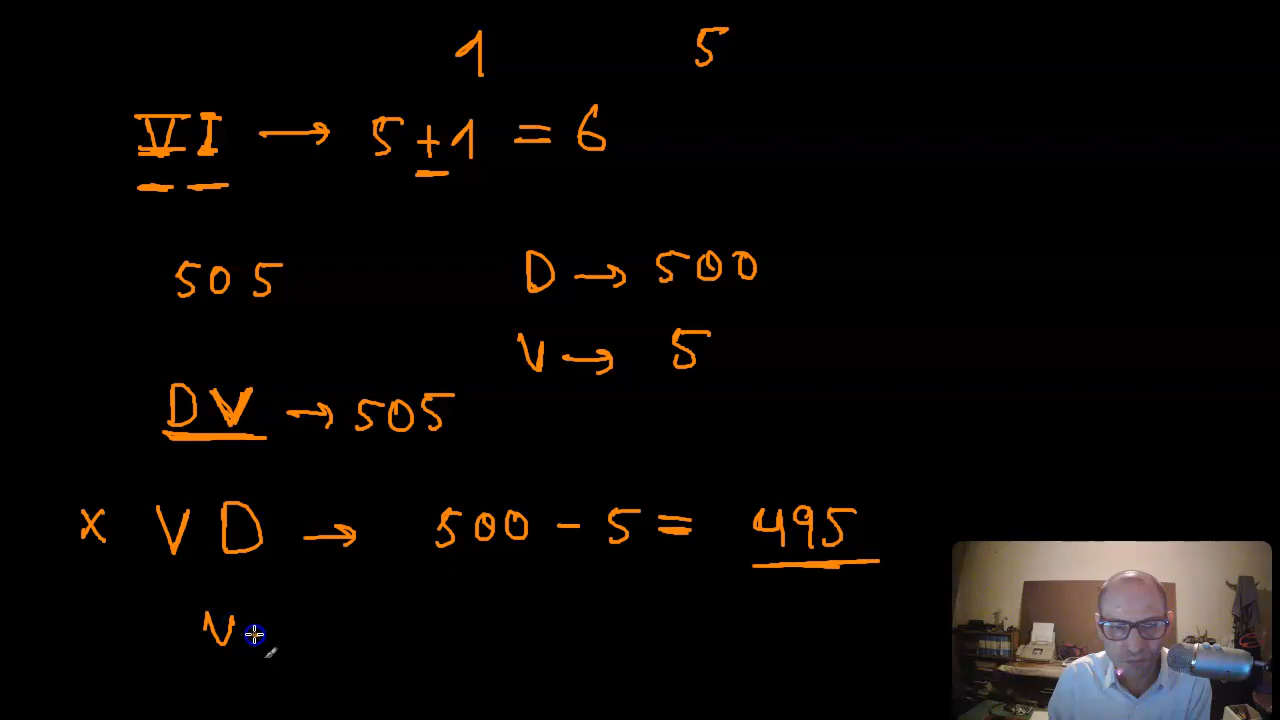 1 5
VI → 5 + 1 = 6
505 D → 500
V → 5
DV → 505
x VD → 500 - 5 = 495
V